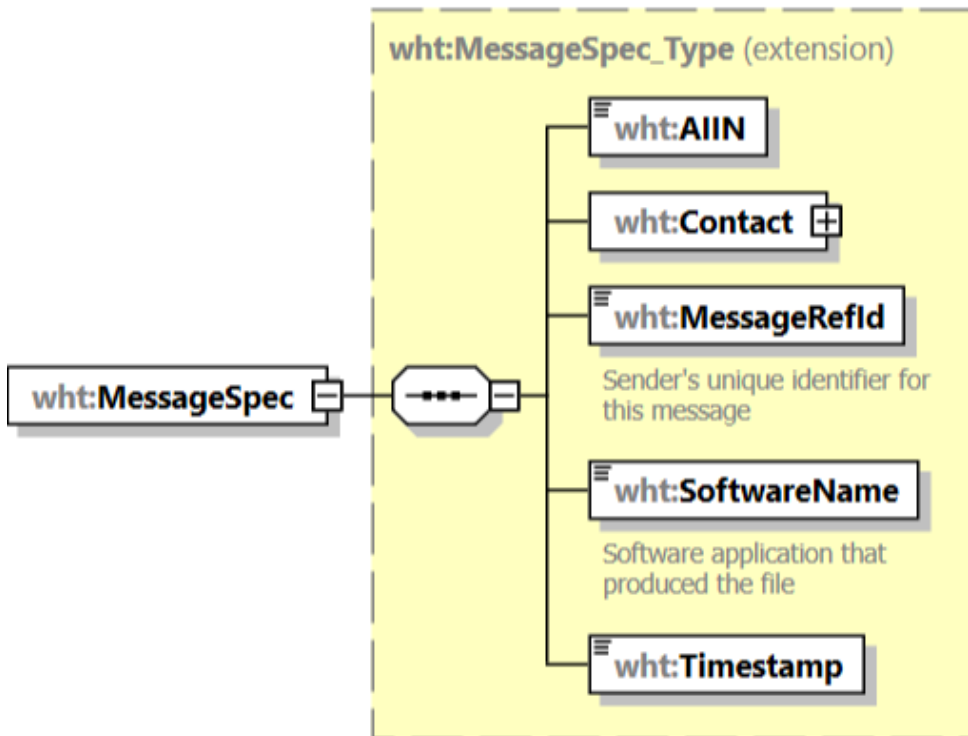 wht:MessageSpec_Type (extension)
wht:AIIN
wht:Contact
wht:MessageRefId
Sender's unique identifier for
this message
wht:MessageSpec
wht:SoftwareName
Software application that
produced the file
wht:Timestamp